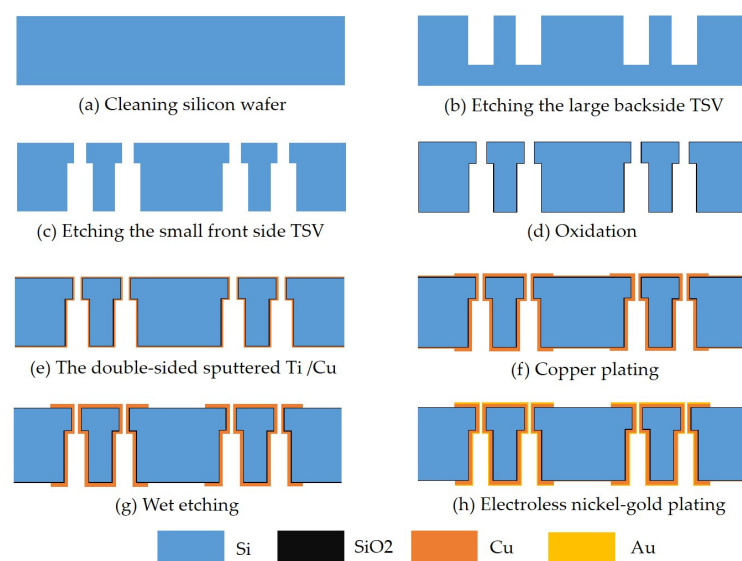 (a) Cleaning silicon wafer
(b) Etching the large backside TSV
(c) Etching the small front side TSV
(d) Oxidation
(e) The double-sided sputtered Ti /Cu
(f) Copper plating
(g) Wet etching
(h) Electroless nickel-gold plating
Si SiO2 Cu Au